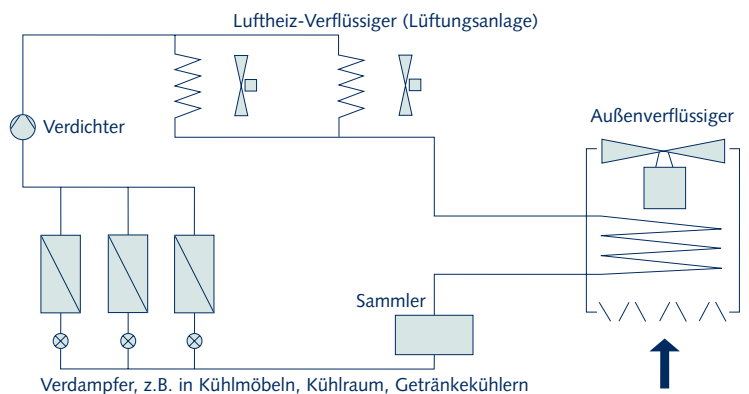 Luftheiz-Verflüssiger (Lüftungsanlage)
Verdichter
Außenverflüssiger
Sammler
Verdampfer, z.B. in Kühlmöbeln, Kühlraum, Getränkekühlern